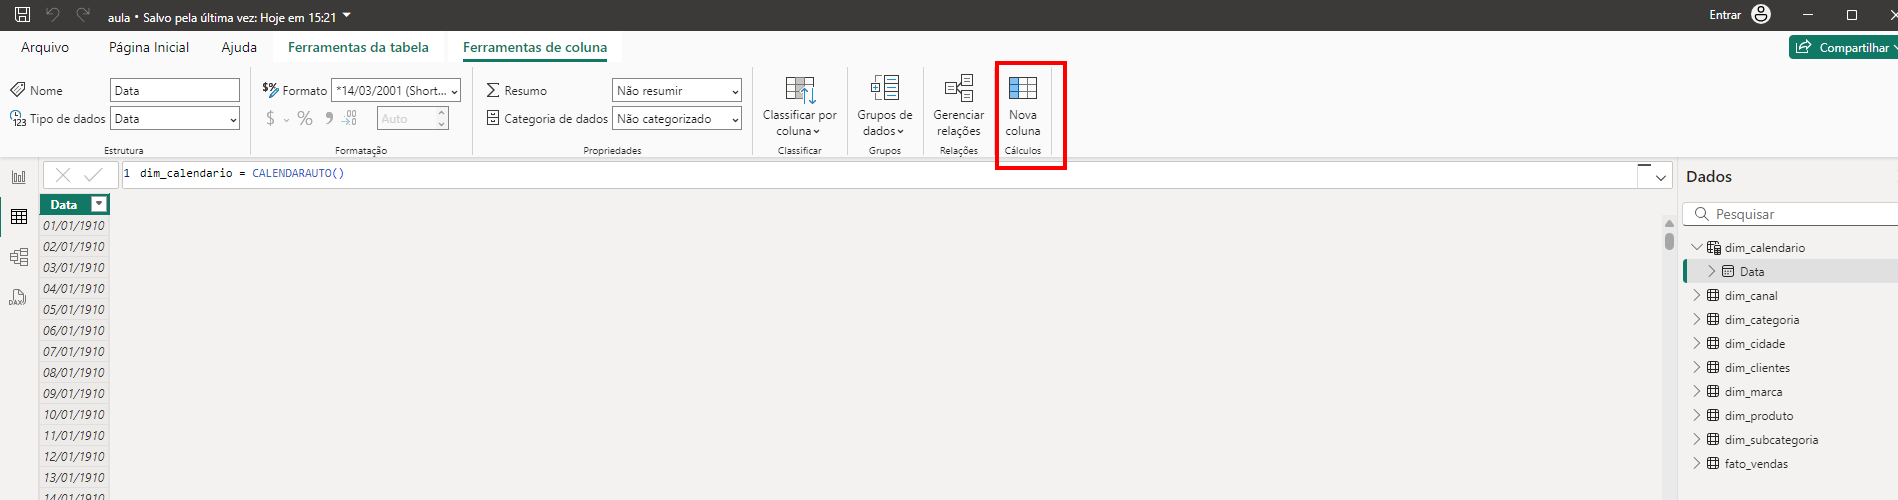 aula • Salvo pela última vez: Hoje em 15:21
Entrar
Arquivo
Página Inicial
Ajuda
Ferramentas da tabela
Ferramentas de coluna
Compartilhar
Nome
Data
Tipo de dados
Data
Estrutura
Formato
*14/03/2001 (Short...
$
%
,00
Auto
Formatação
Resumo
Não resumir
Categoria de dados
Não categorizado
Propriedades
Classificar por
coluna
Classificar
Grupos de
dados
Grupos
Gerenciar
relações
Relações
Nova
coluna
Cálculos
1 dim_calendario = CALENDARAUTO()
Data
01/01/1910
02/01/1910
03/01/1910
04/01/1910
05/01/1910
06/01/1910
07/01/1910
08/01/1910
09/01/1910
10/01/1910
11/01/1910
12/01/1910
13/01/1910
14/01/1910
Dados
Pesquisar
dim_calendario
Data
dim_canal
dim_categoria
dim_cidade
dim_clientes
dim_marca
dim_produto
dim_subcategoria
fato_vendas